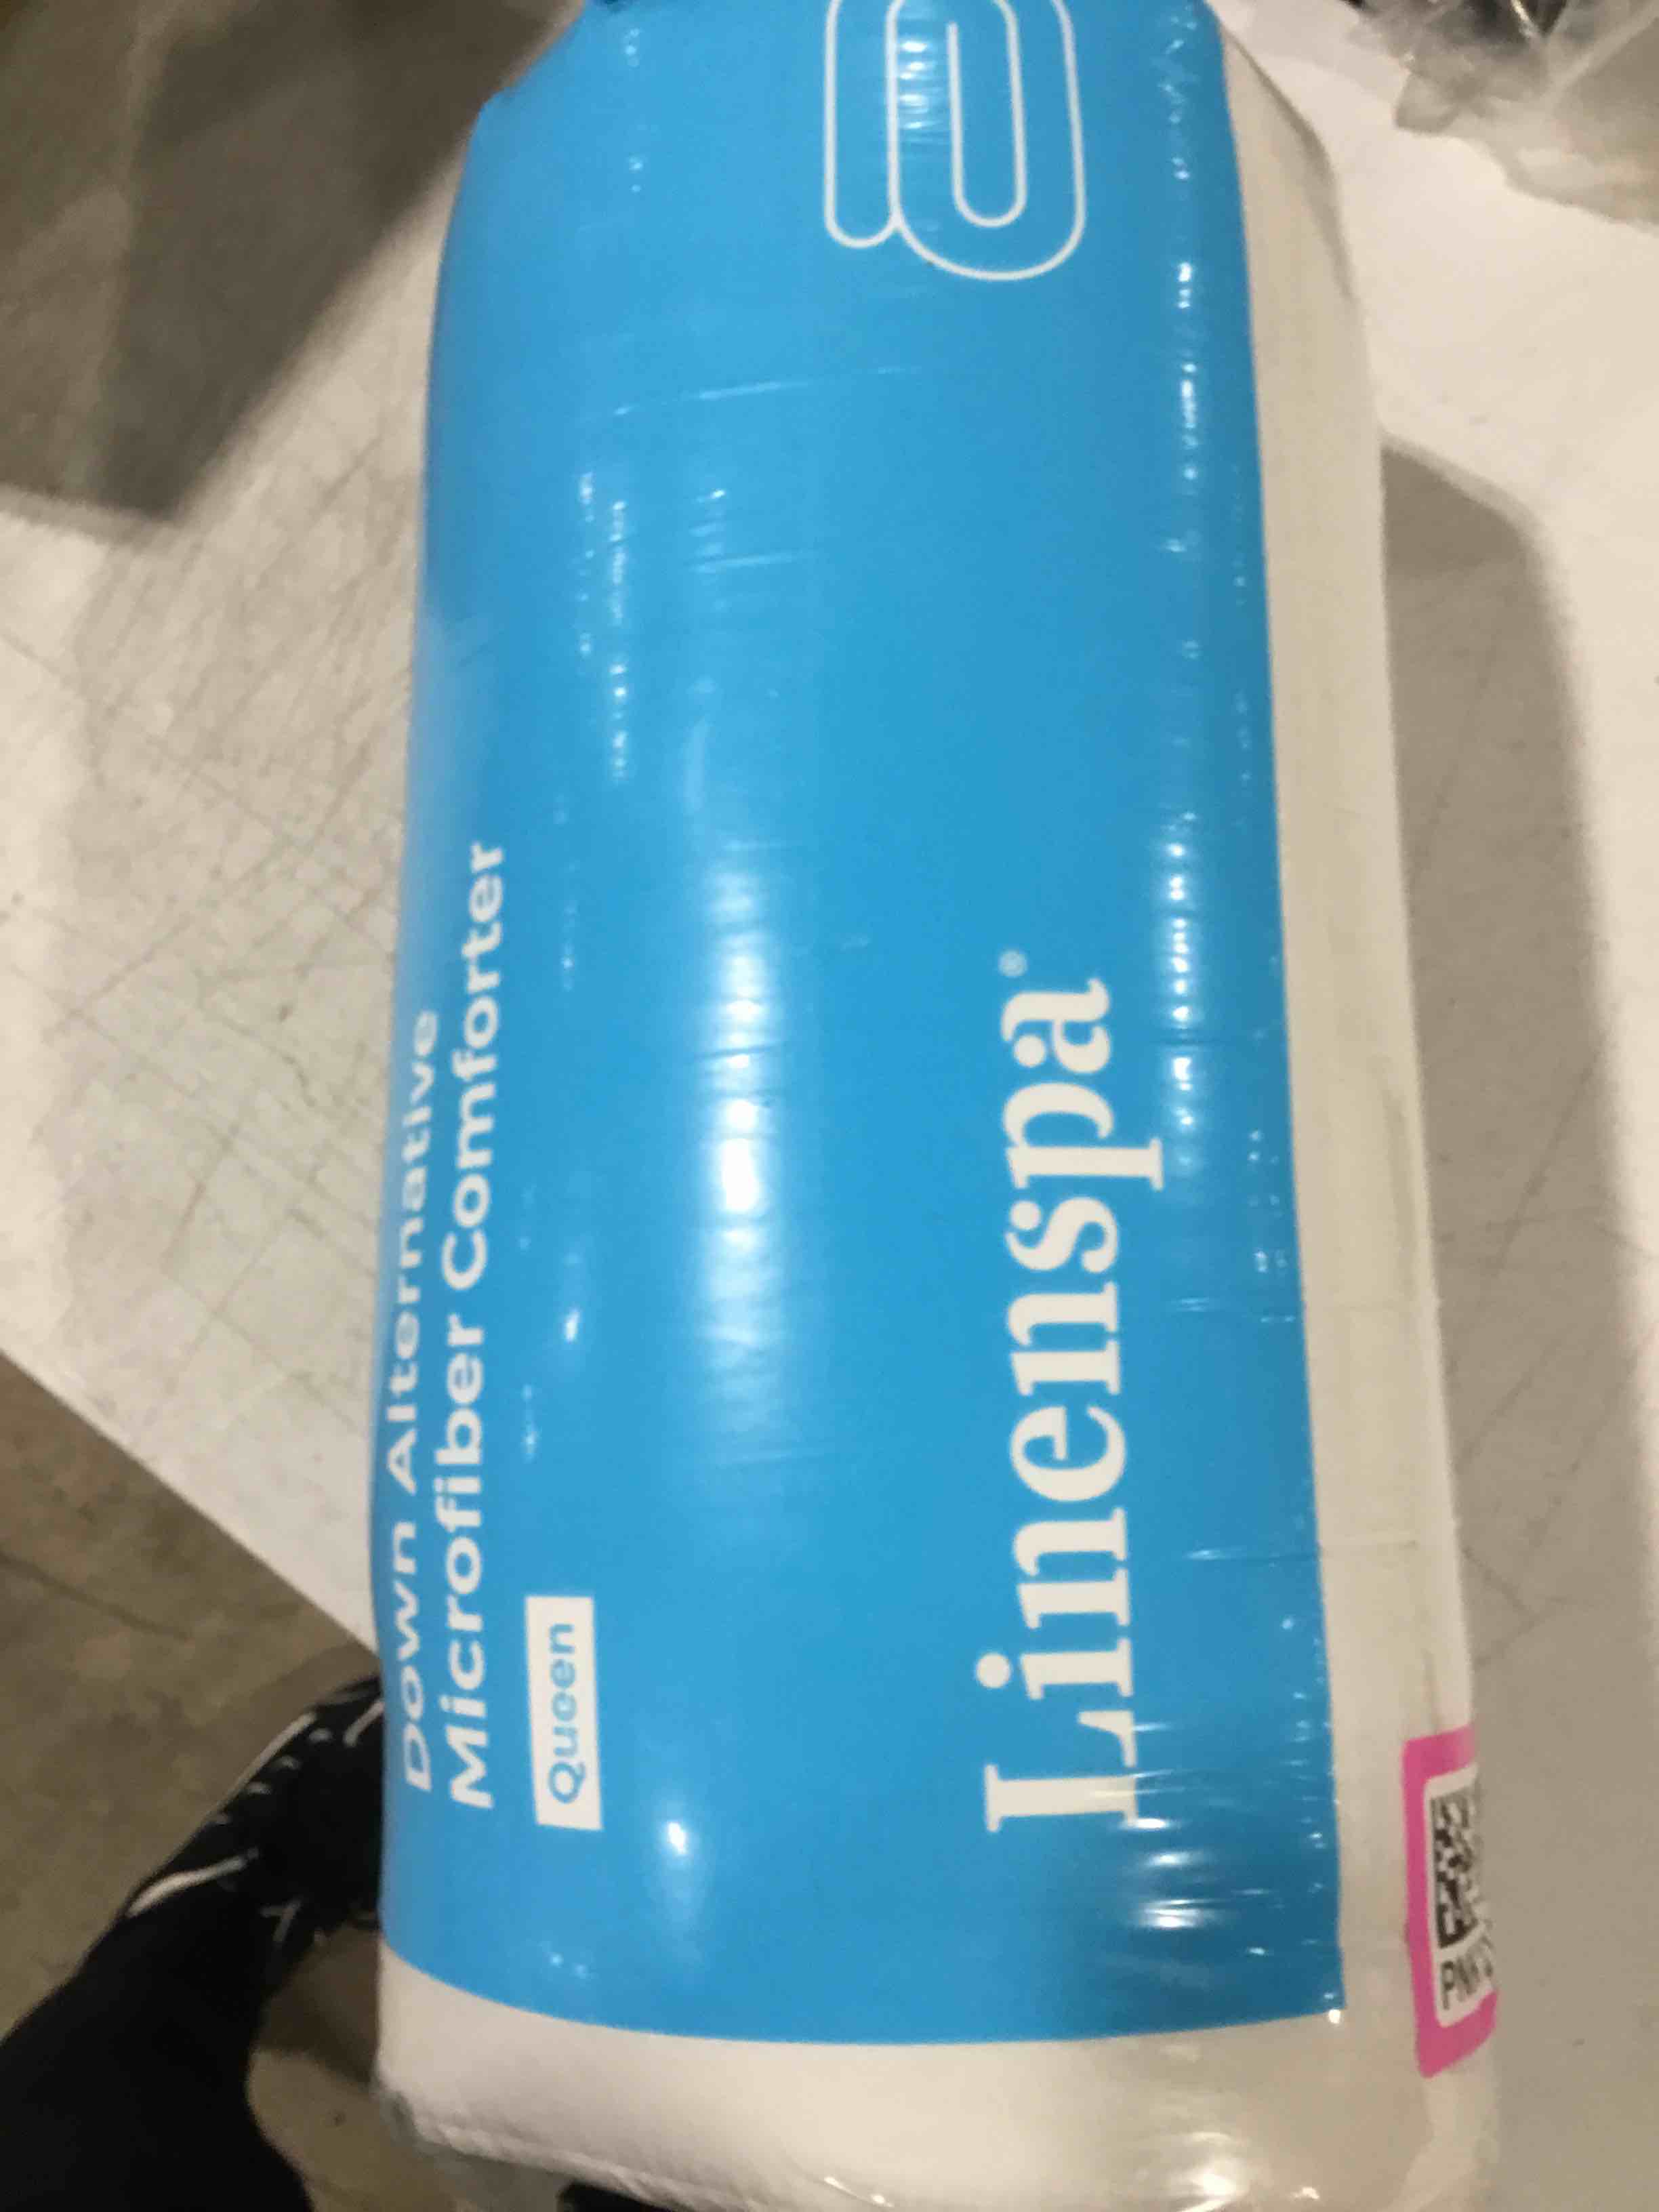 Down Alternative
Microfiber Comforter
Queen
Linenspa®